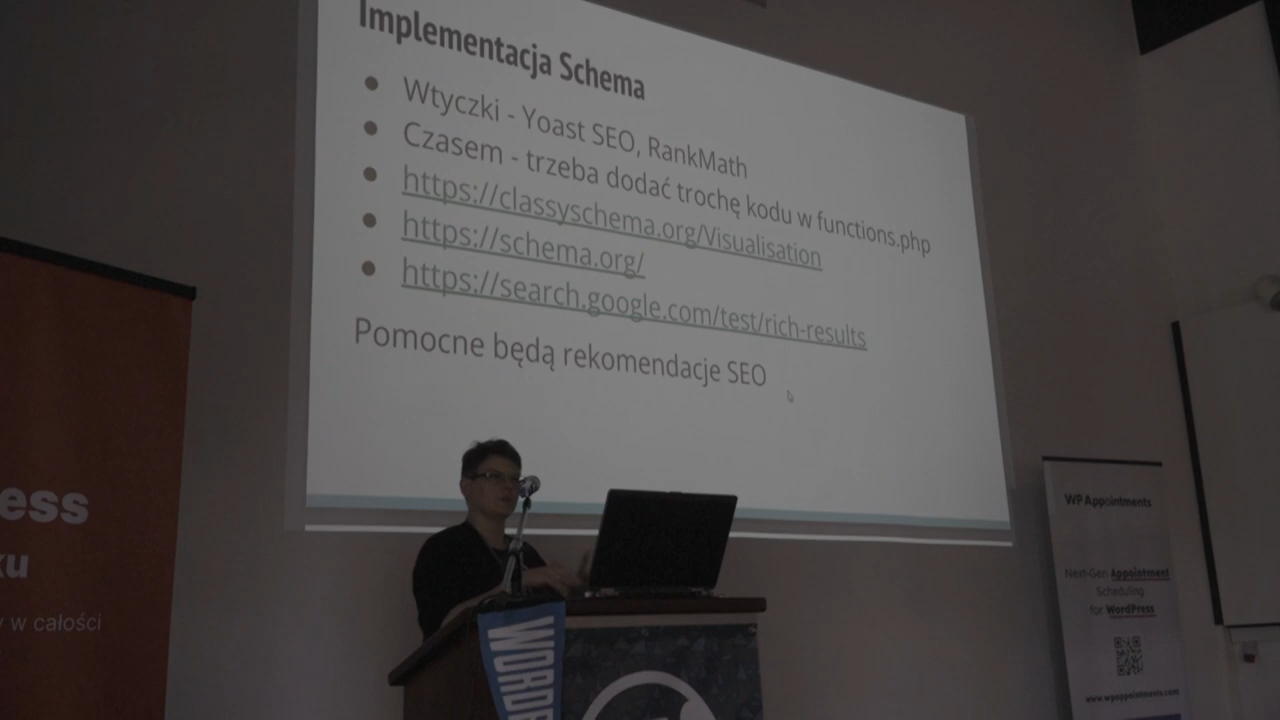 Implementacja Schema
Wtyczki - Yoast SEO, RankMath
Czasem - trzeba dodać trochę kodu w functions.php
https://classyschema.org/Visualisation
https://schema.org/
https://search.google.com/test/rich-results
Pomocne będą rekomendacje SEO
ess
ku
w całości
WP Appointments
Next-Gen Appointment
Scheduling
for WordPress
www.wpappointments.com
WORDP